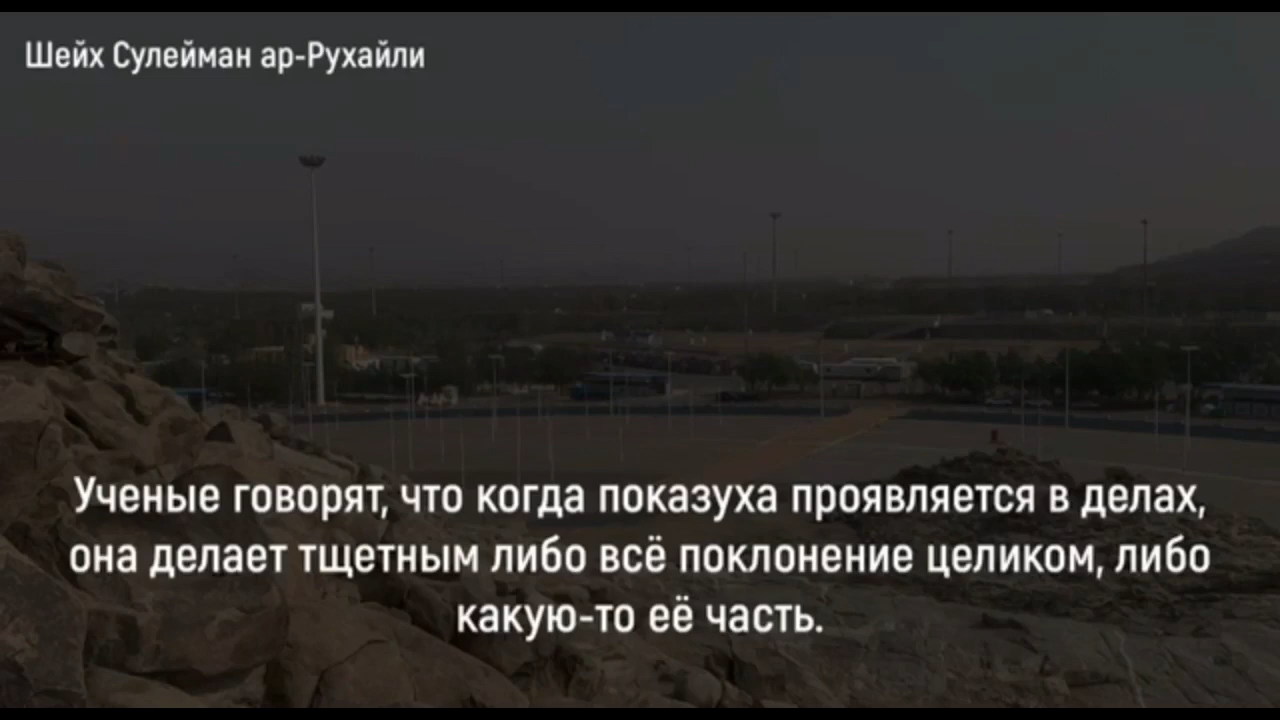 Шейх Сулейман ар-Рухайли
Ученые говорят, что когда показуха проявляется в делах,
она делает тщетным либо всё поклонение целиком, либо
какую-то её часть.